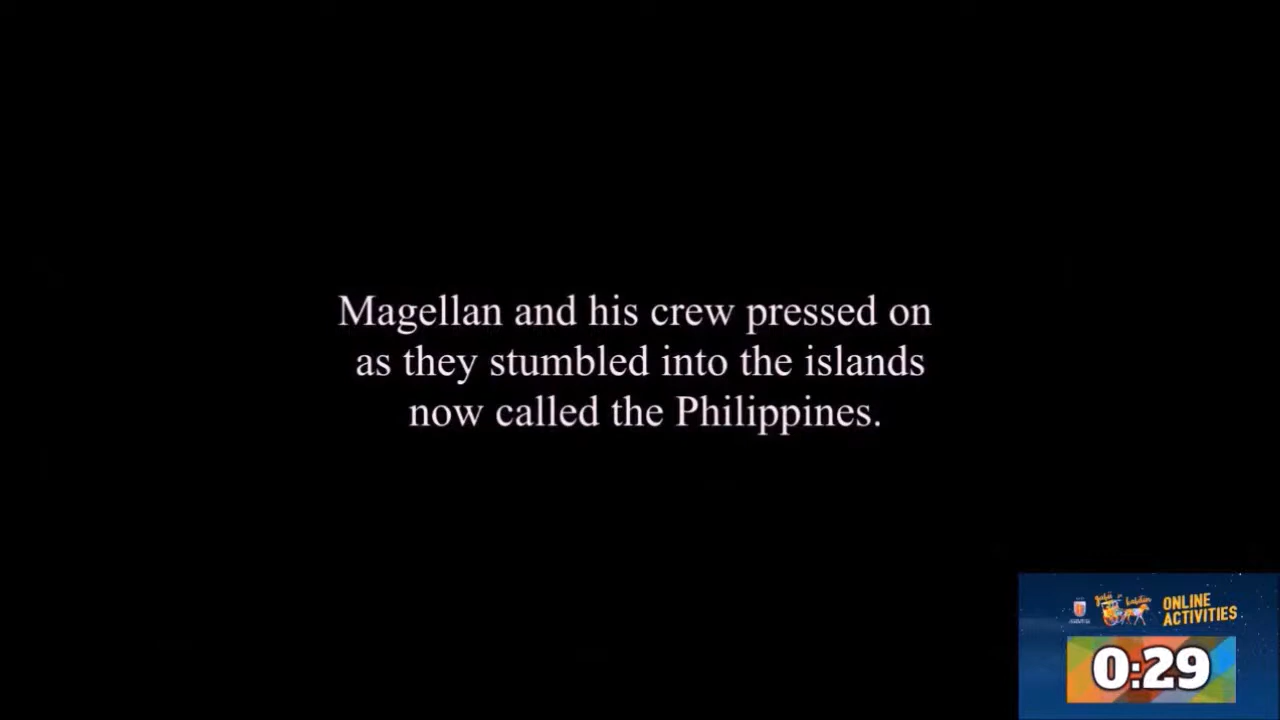 Magellan and his crew pressed on
as they stumbled into the islands
now called the Philippines.
ONLINE
ACTIVITIES
0:29